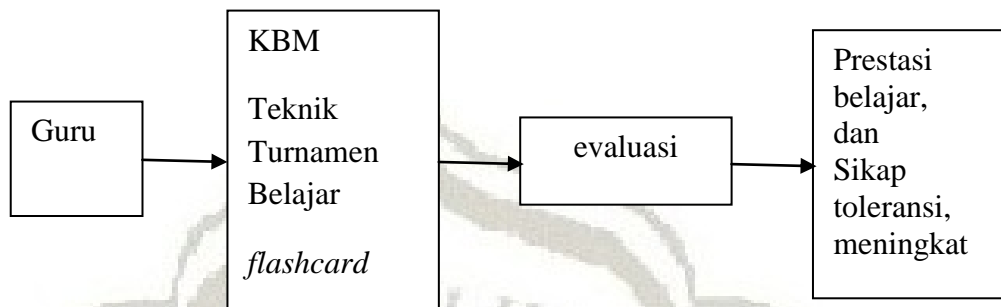 Guru
KBM
Teknik
Turnamen
Belajar
flashcard
evaluasi
Prestasi
belajar,
dan
Sikap
toleransi,
meningkat